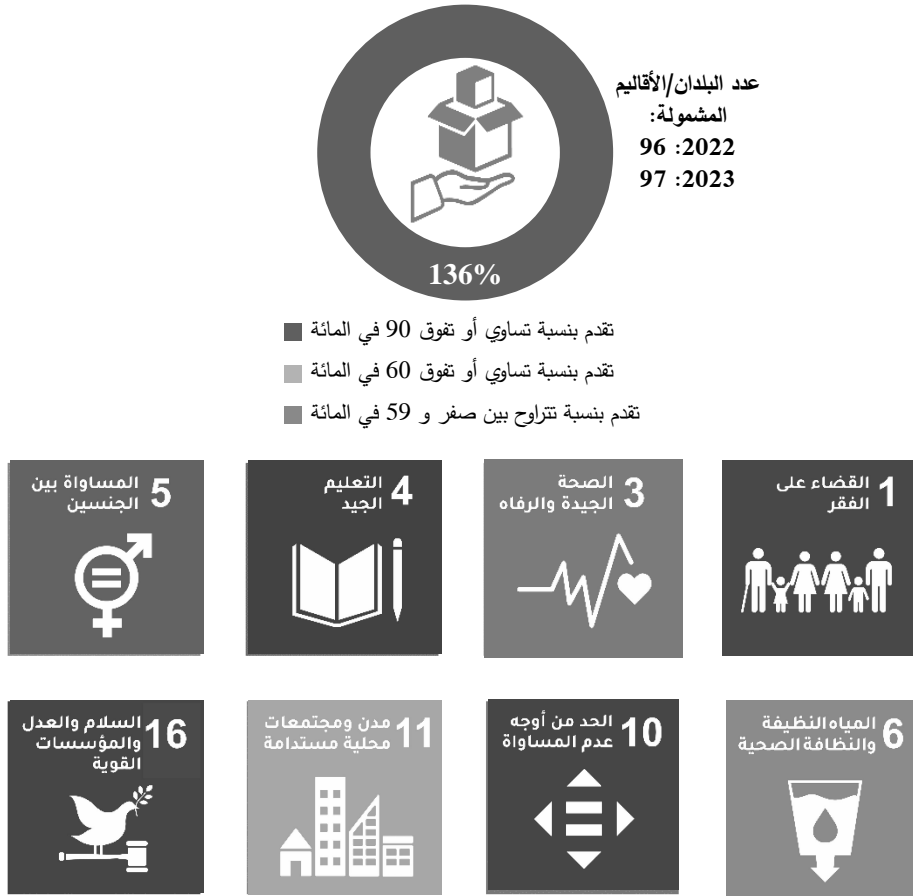 عدد البلدان/الأقاليم
المشمولة:
2022: 96
2023: 97
136%
تقدم بنسبة تساوي أو تفوق 90 في المائة
تقدم بنسبة تساوي أو تفوق 60 في المائة
تقدم بنسبة تتراوح بين صفر و 59 في المائة
1 القضاء على
الفقر
3 الصحة
الجيدة والرفاه
4 التعليم
الجيد
5 المساواة بين
الجنسين
6 المياه النظيفة
والنظافة الصحية
10 الحد من أوجه
عدم المساواة
11 مدن ومجتمعات
محلية مستدامة
16 السلام والعدل
والمؤسسات
القوية